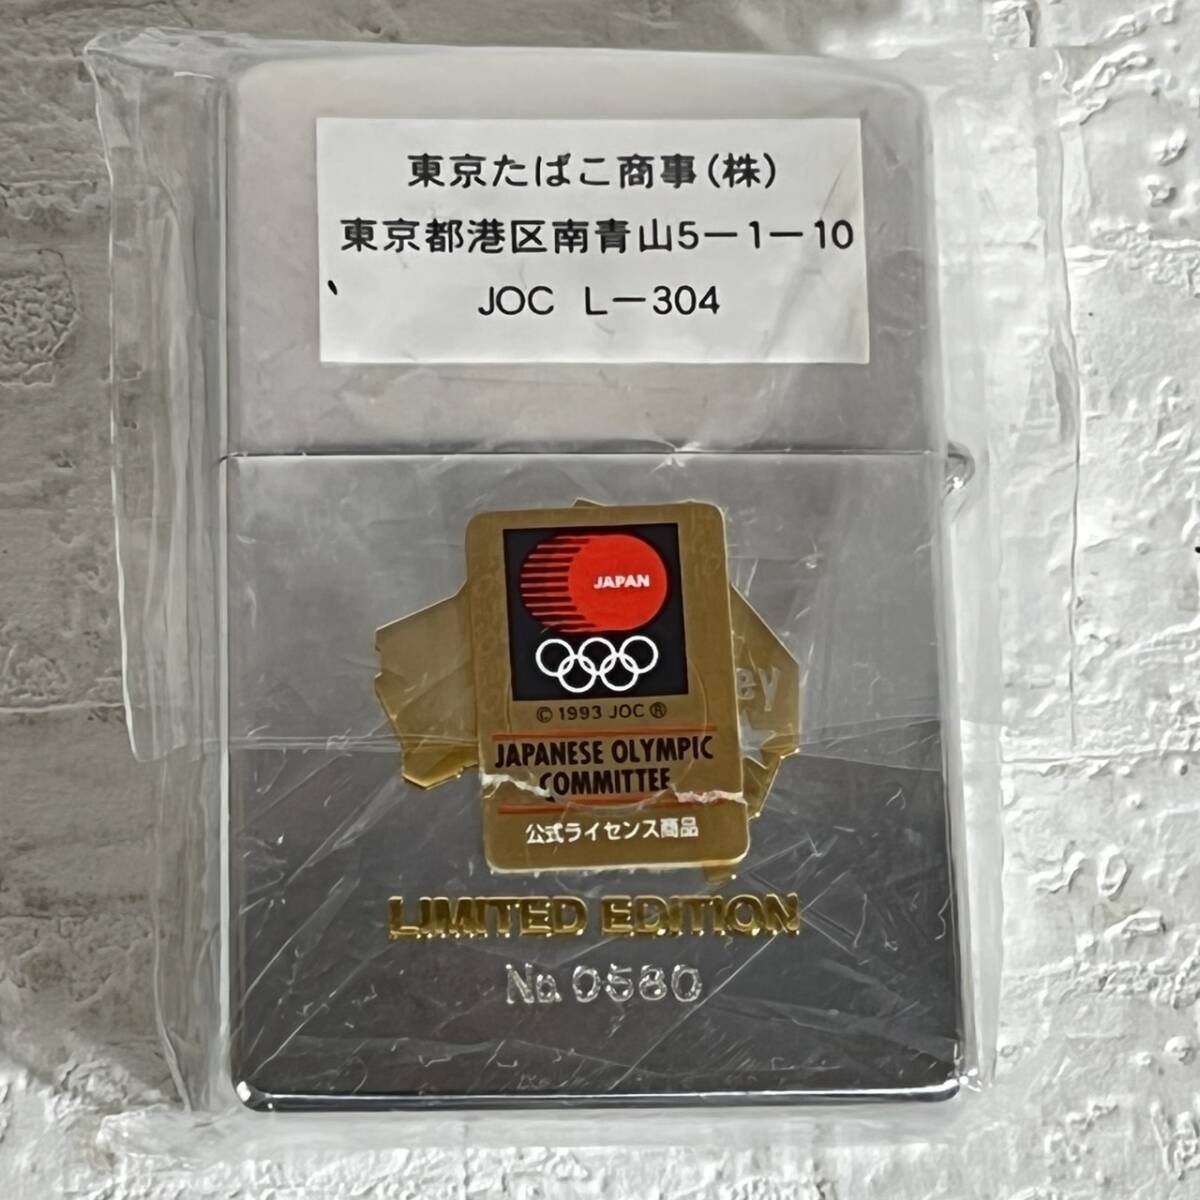 東京たばこ商事(株)
東京都港区南青山5-1-10
JOC L-304
JAPAN
© 1993 JOC ®
JAPANESE OLYMPIC
COMMITTEE
公式ライセンス商品
LIMITED EDITION
No.0580